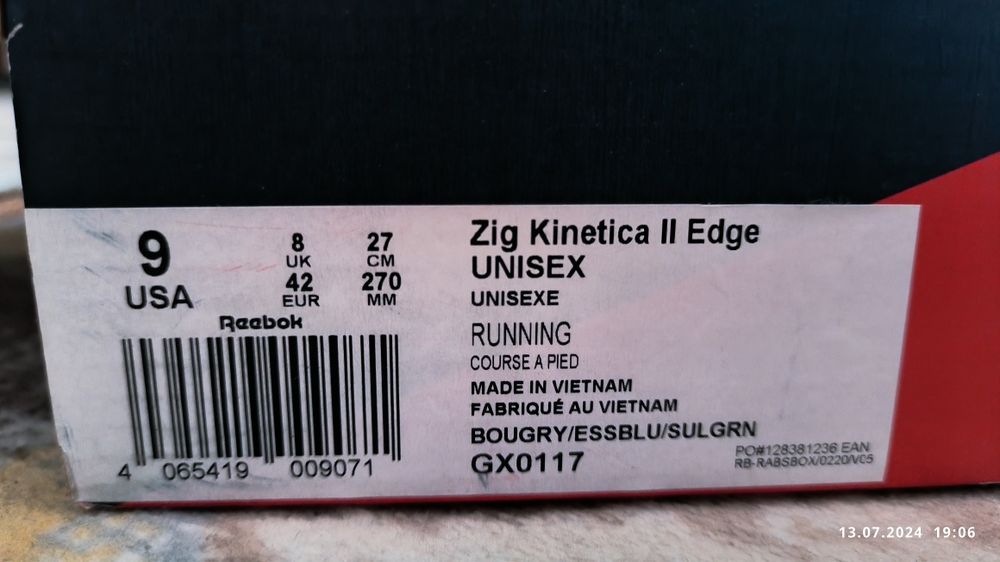 9
USA
8
UK
42
EUR
27
CM
270
MM
Reebok
4 065419 009071
Zig Kinetica II Edge
UNISEX
UNISEXE
RUNNING
COURSE A PIED
MADE IN VIETNAM
FABRIQUÉ AU VIETNAM
BOUGRY/ESSBLU/SULGRN
GX0117
PO#128381236 EAN
RB-RABSBOX/0220/V05
13.07.2024 19:06